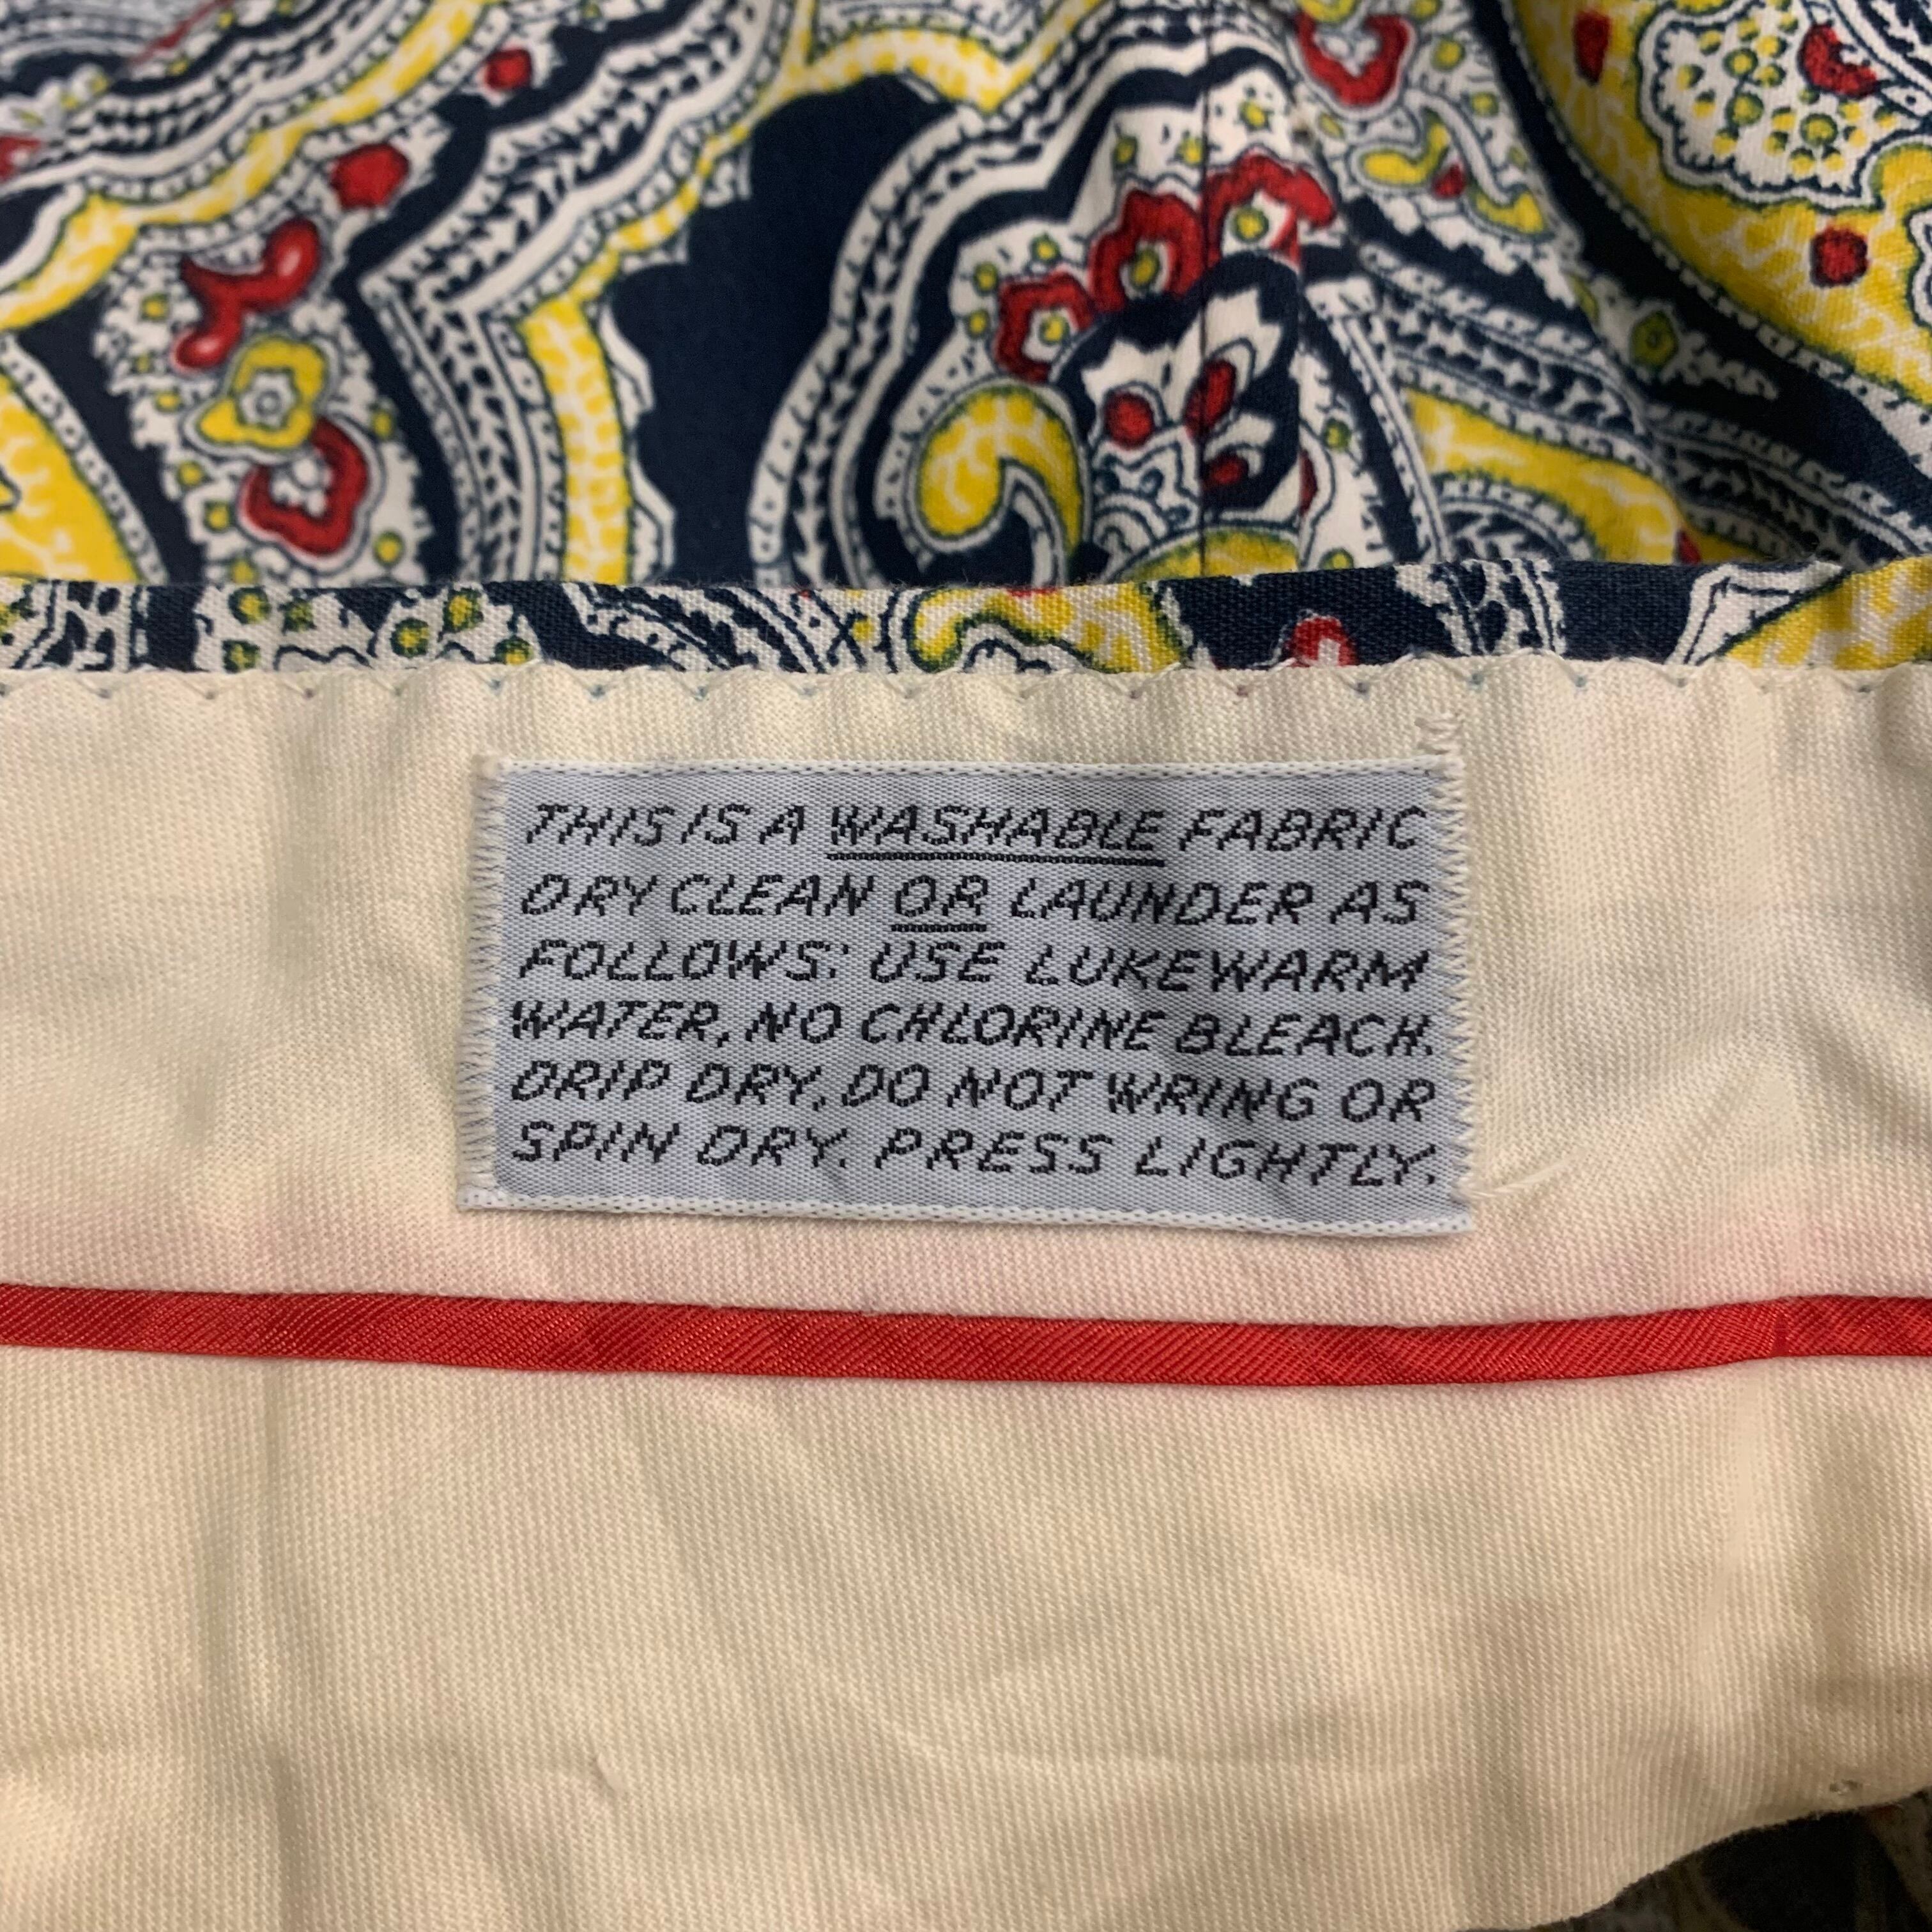 THIS IS A WASHABLE FABRIC
DRY CLEAN OR LAUNDER AS
FOLLOWS: USE LUKEWARM
WATER, NO CHLORINE BLEACH.
DRIP DRY. DO NOT WRING OR
SPIN DRY. PRESS LIGHTLY.